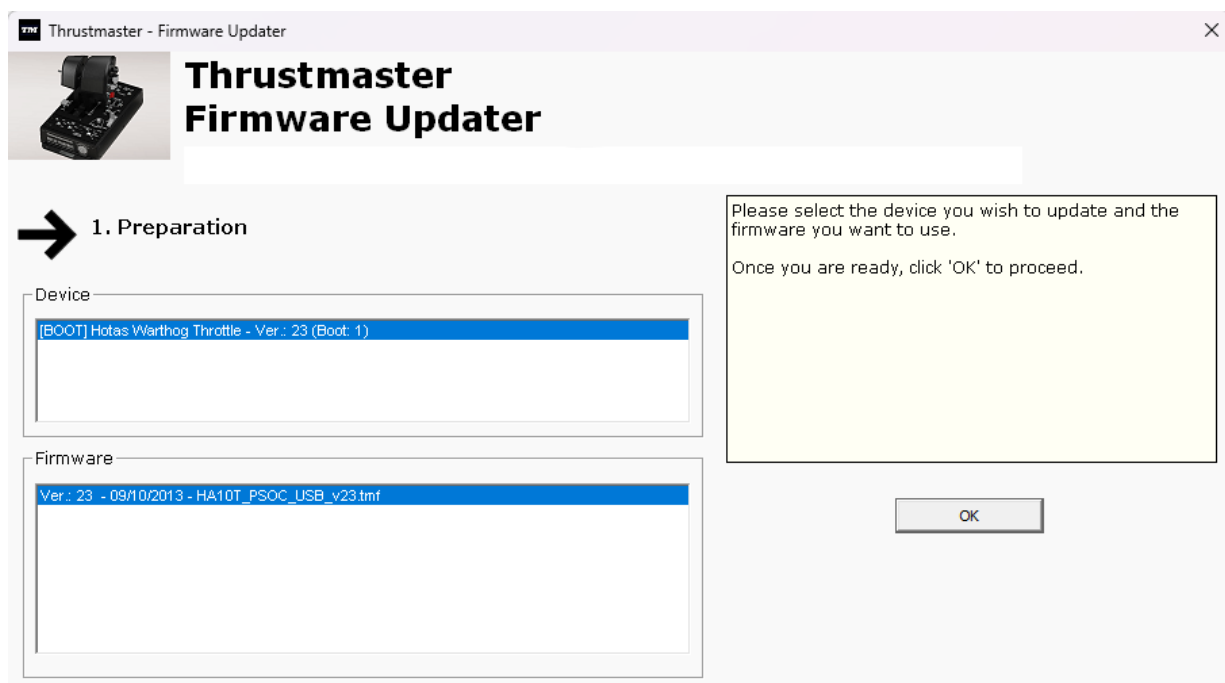 TM Thrustmaster - Firmware Updater
Thrustmaster
Firmware Updater
1. Preparation
Please select the device you wish to update and the
firmware you want to use.
Once you are ready, click 'OK' to proceed.
Device
[BOOT] Hotas Warthog Throttle - Ver.: 23 (Boot: 1)
Firmware
Ver.: 23 - 09/10/2013 - HA10T_PSOC_USB_v23.tmf
OK